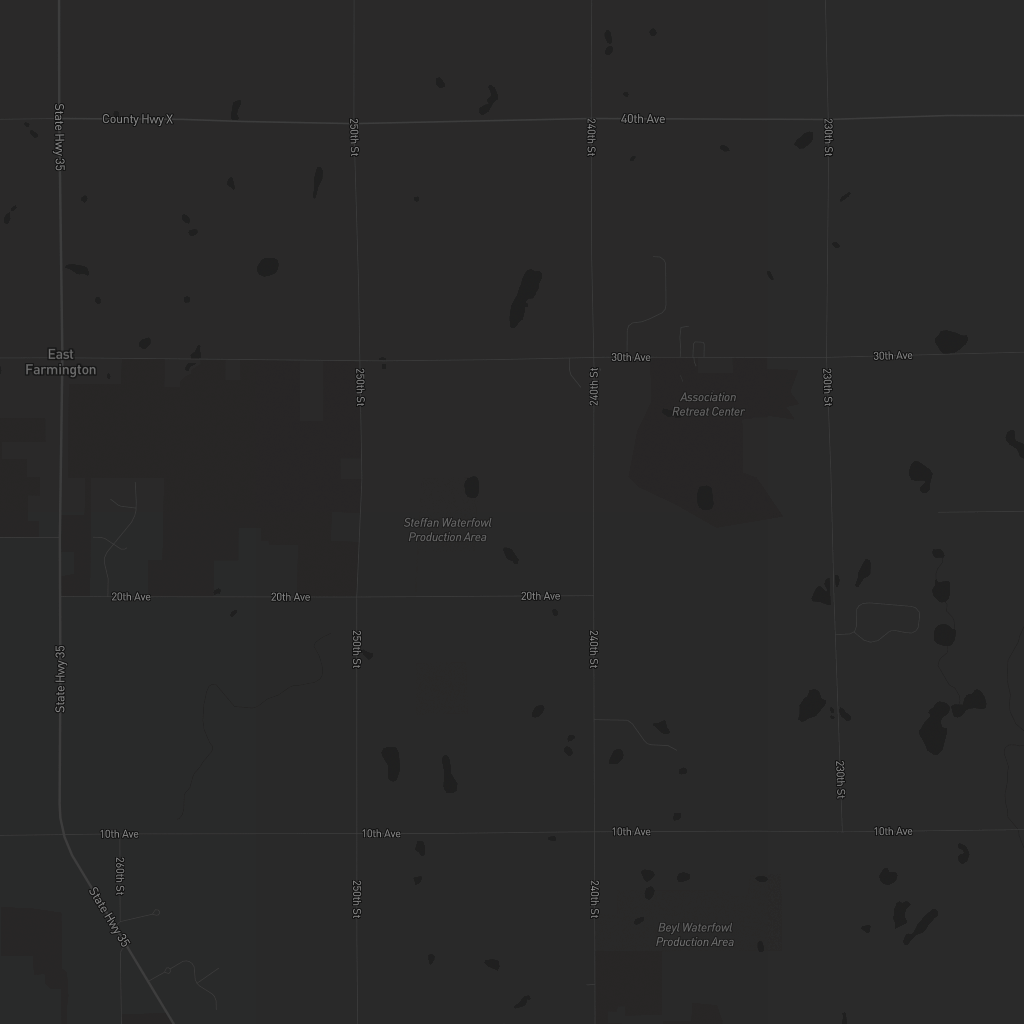 State Hwy 35
County Hwy X
250th St
240th St
40th Ave
230th St
East
Farmington
250th St
240th St
30th Ave
230th St
30th Ave
Association
Retreat Center
Steffan Waterfowl
Production Area
20th Ave
20th Ave
20th Ave
State Hwy 35
250th St
240th St
230th St
10th Ave
10th Ave
10th Ave
10th Ave
260th St
State Hwy 35
250th St
240th St
Beyl Waterfowl
Production Area